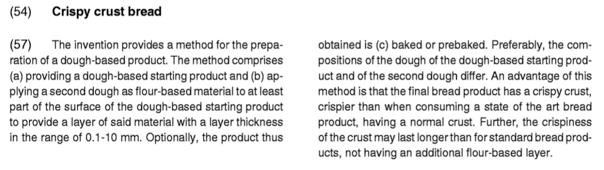 (54) Crispy crust bread
(57) The invention provides a method for the prepa-
ration of a dough-based product. The method comprises
(a) providing a dough-based starting product and (b) ap-
plying a second dough as flour-based material to at least
part of the surface of the dough-based starting product
to provide a layer of said material with a layer thickness
in the range of 0.1-10 mm. Optionally, the product thus
obtained is (c) baked or prebaked. Preferably, the com-
positions of the dough of the dough-based starting prod-
uct and of the second dough differ. An advantage of this
method is that the final bread product has a crispy crust,
crispier than when consuming a state of the art bread
product, having a normal crust. Further, the crispiness
of the crust may last longer than for standard bread prod-
ucts, not having an additional flour-based layer.